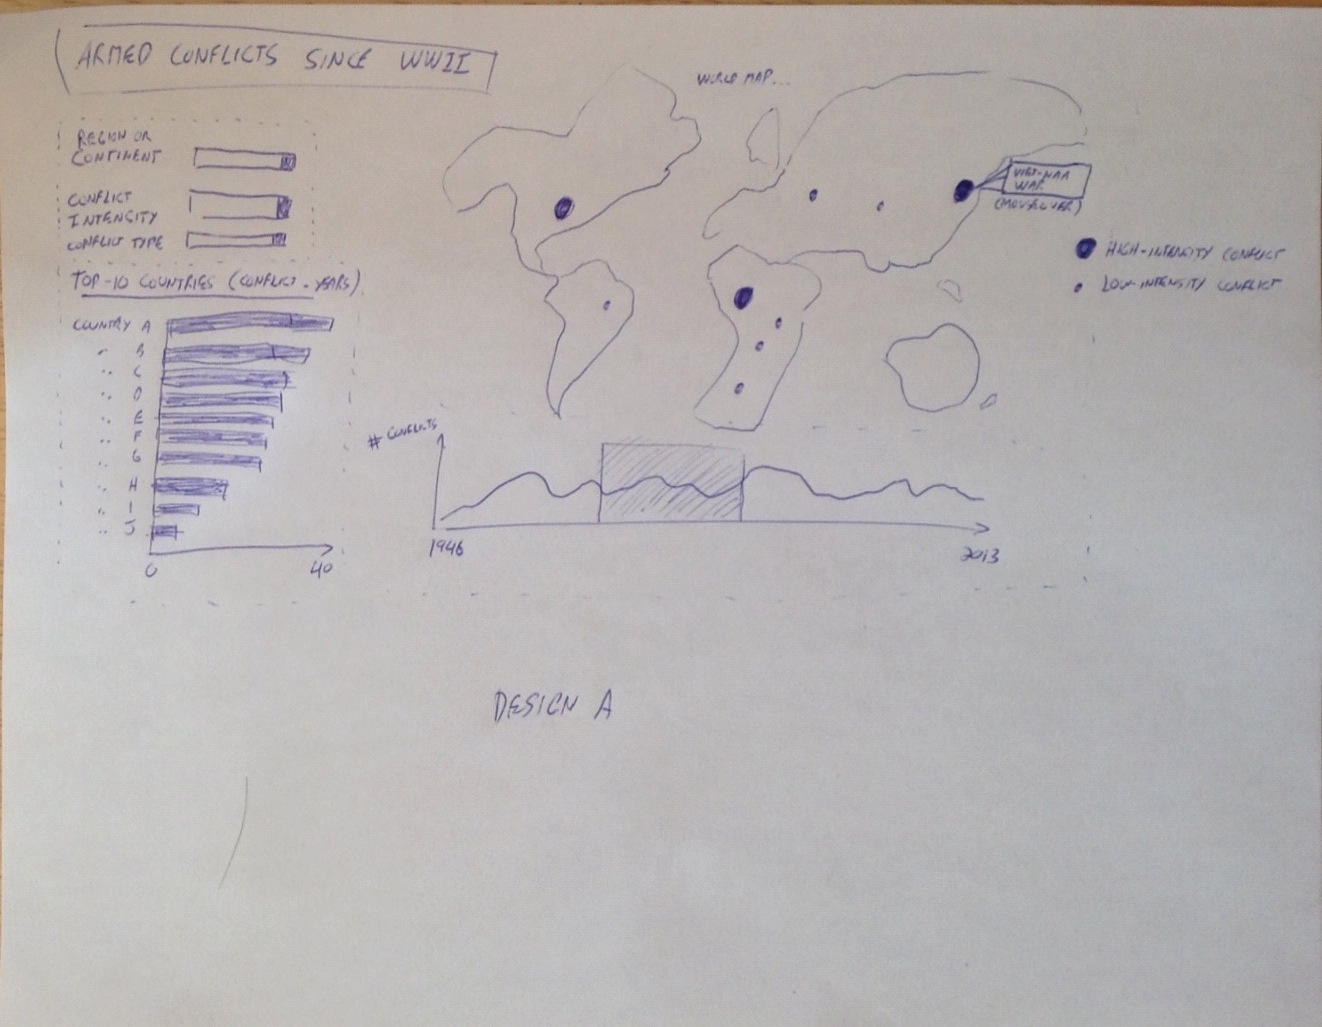 ARMED CONFLICTS SINCE WWII
WORLD MAP...
REGION OR
CONTINENT
CONFLICT
INTENSITY
CONFLICT TYPE
TOP-10 COUNTRIES (CONFLICT-YEARS)
COUNTRY A
" B
" C
" D
" E
" F
" G
" H
" I
" J
0
40
VIET-NAM
WAR
(MOUSEOVER)
HIGH-INTENSITY CONFLICT
LOW-INTENSITY CONFLICT
# CONFLICTS
1946
2013
DESIGN A